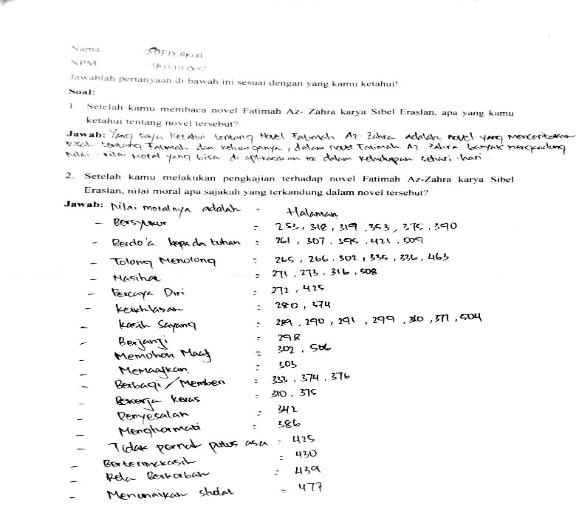 Nama : SOFIYANA
NPM :
Jawablah pertanyaan di bawah ini sesuai dengan yang kamu ketahui!
Soal:
1. Setelah kamu membaca novel Fatimah Az- Zahra karya Sibel Eraslan, apa yang kamu
ketahui tentang novel tersebut?
Jawab: Yang saya ketahui tentang Novel Fatimah Az Zahra adalah novel yang menceritakan
tentang Fatimah dan keluarganya, dalam novel Fatimah Az Zahra banyak mengandung
Nilai-nilai moral yang bisa di aplikasikan ke dalam kehidupan sehari-hari
2. Setelah kamu melakukan pengkajian terhadap novel Fatimah Az-Zahra karya Sibel
Eraslan, nilai moral apa sajakah yang terkandung dalam novel tersebut?
Jawab: Nilai moralnya adalah : Halaman
- Bersyukur : 253, 318, 319, 353, 375, 390
- Berdo'a kepada tuhan : 261, 307, 395, 421, 509
- Tolong Menolong : 265, 266, 302, 335, 336, 463
- Nasihat : 271, 273, 316, 508
- Percaya Diri : 272, 425
- Keikhlasan : 280, 374
- Kasih Sayang : 289, 290, 291, 299, 310, 377, 504
- Berjanji : 298
- Memohon Maaf : 302, 506
- Memaafkan : 303
- Berbagi / Memberi : 333, 374, 376
- Bekerja keras : 310, 375
- Penyesalan : 342
- Menghormati : 386
- Tidak pernah putus asa : 425
- Berterimakasih : 430
- Rela Berkorban : 439
- Menunaikan sholat : 477